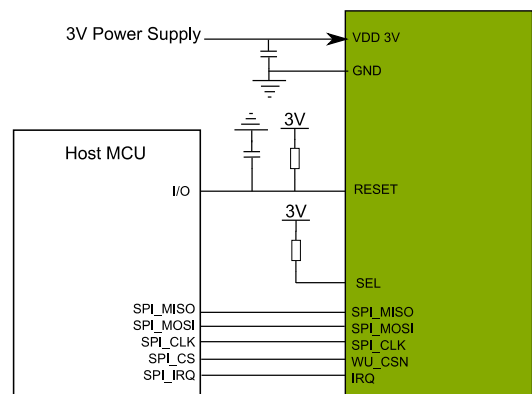 3V Power Supply
VDD 3V
GND
3V
Host MCU
I/O
RESET
3V
SEL
SPI_MISO
SPI_MISO
SPI_MOSI
SPI_MOSI
SPI_CLK
SPI_CLK
SPI_CS
WU_CSN
SPI_IRQ
IRQ